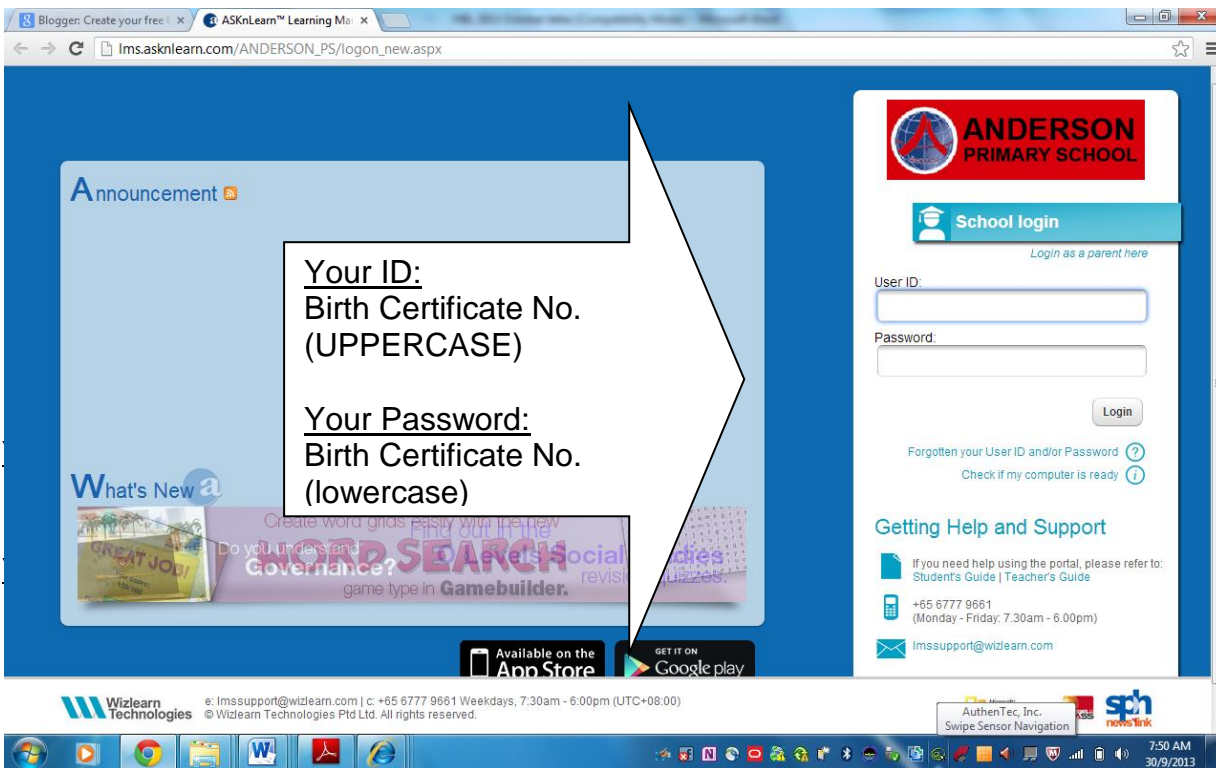 Blogger: Create your free
ASKnLearn™ Learning Ma
lms.asknlearn.com/ANDERSON_PS/logon_new.aspx
Announcement
Your ID:
Birth Certificate No.
(UPPERCASE)
Your Password:
Birth Certificate No.
(lowercase)
What's New
GREAT JOB!
Create word grids easily with the new
Find out in the
Do you understand
Governance?
WORD SEARCH
Levels Social Studies
revision quizzes.
game type in Gamebuilder.
Available on the
App Store
GET IT ON
Google play
ANDERSON
PRIMARY SCHOOL
School login
Login as a parent here
User ID:
Password:
Login
Forgotten your User ID and/or Password ?
Check if my computer is ready i
Getting Help and Support
If you need help using the portal, please refer to:
Student's Guide | Teacher's Guide
+65 6777 9661
(Monday - Friday: 7.30am - 6.00pm)
lmssupport@wizlearn.com
Wizlearn
Technologies
e: lmssupport@wizlearn.com | c: +65 6777 9661 Weekdays, 7:30am - 6:00pm (UTC+08:00)
© Wizlearn Technologies Ptd Ltd. All rights reserved.
AuthenTec, Inc.
Swipe Sensor Navigation
sph
newslink
7:50 AM
30/9/2013